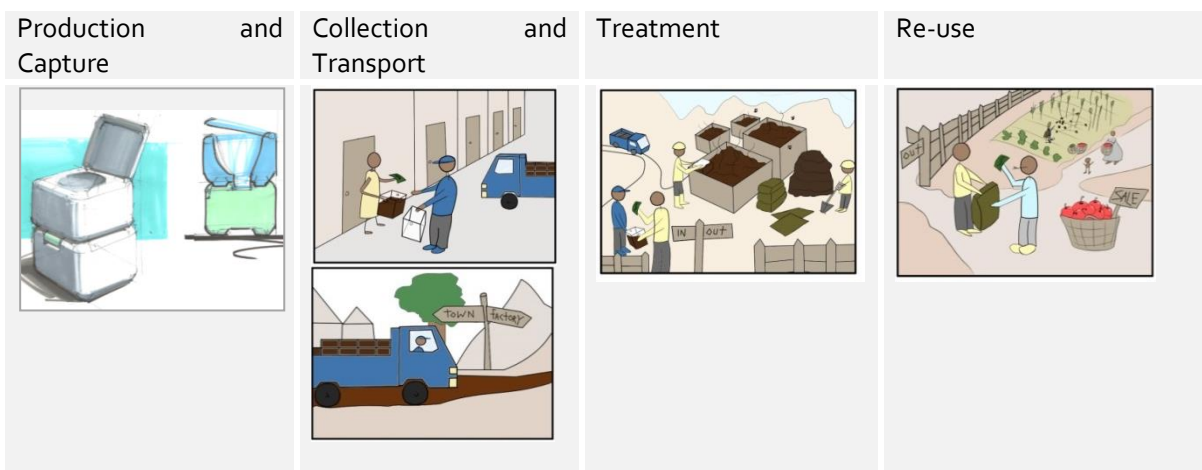 Production and
Capture
Collection and
Transport
Treatment
Re-use
TOWN
factory
IN
OUT
OUT
SALE